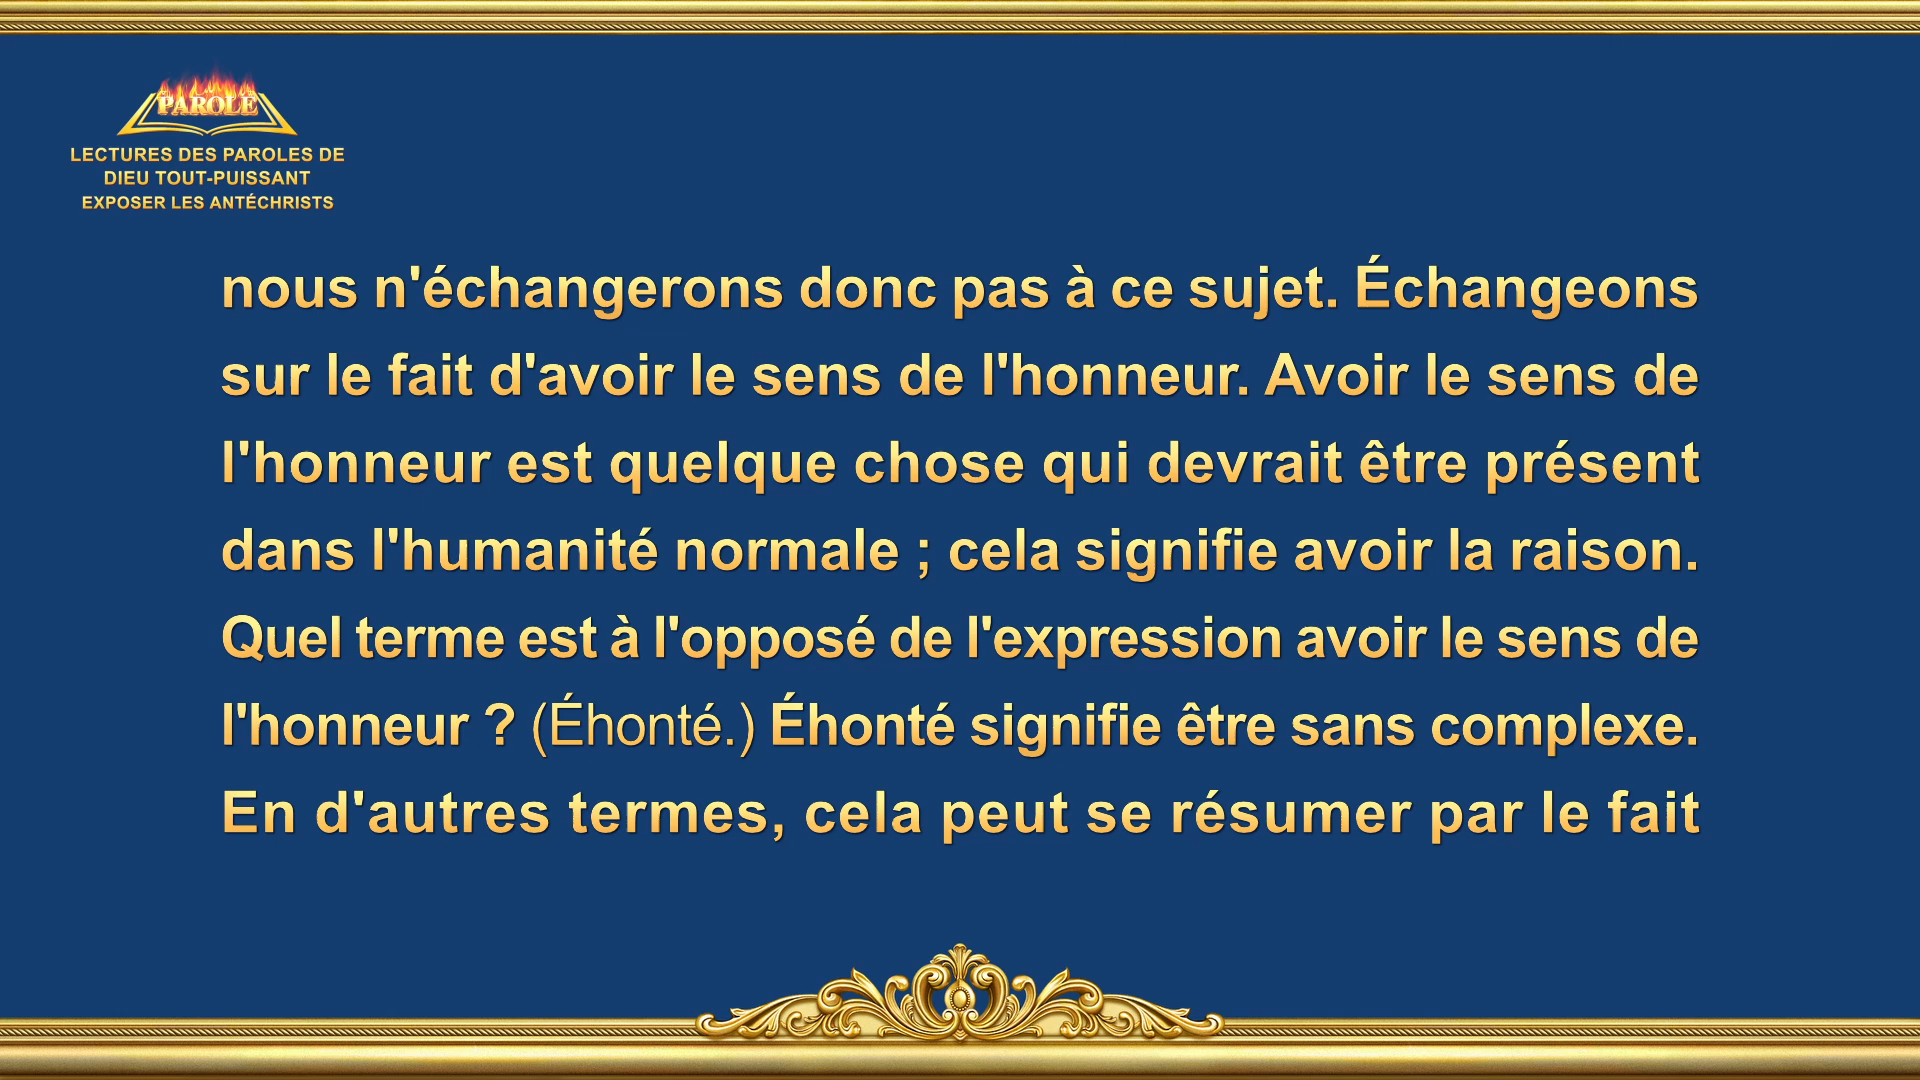 PAROLE
LECTURES DES PAROLES DE
DIEU TOUT-PUISSANT
EXPOSER LES ANTÉCHRISTS
nous n'échangerons donc pas à ce sujet. Échangeons
sur le fait d'avoir le sens de l'honneur. Avoir le sens de
l'honneur est quelque chose qui devrait être présent
dans l'humanité normale ; cela signifie avoir la raison.
Quel terme est à l'opposé de l'expression avoir le sens de
l'honneur ? (Éhonté.) Éhonté signifie être sans complexe.
En d'autres termes, cela peut se résumer par le fait